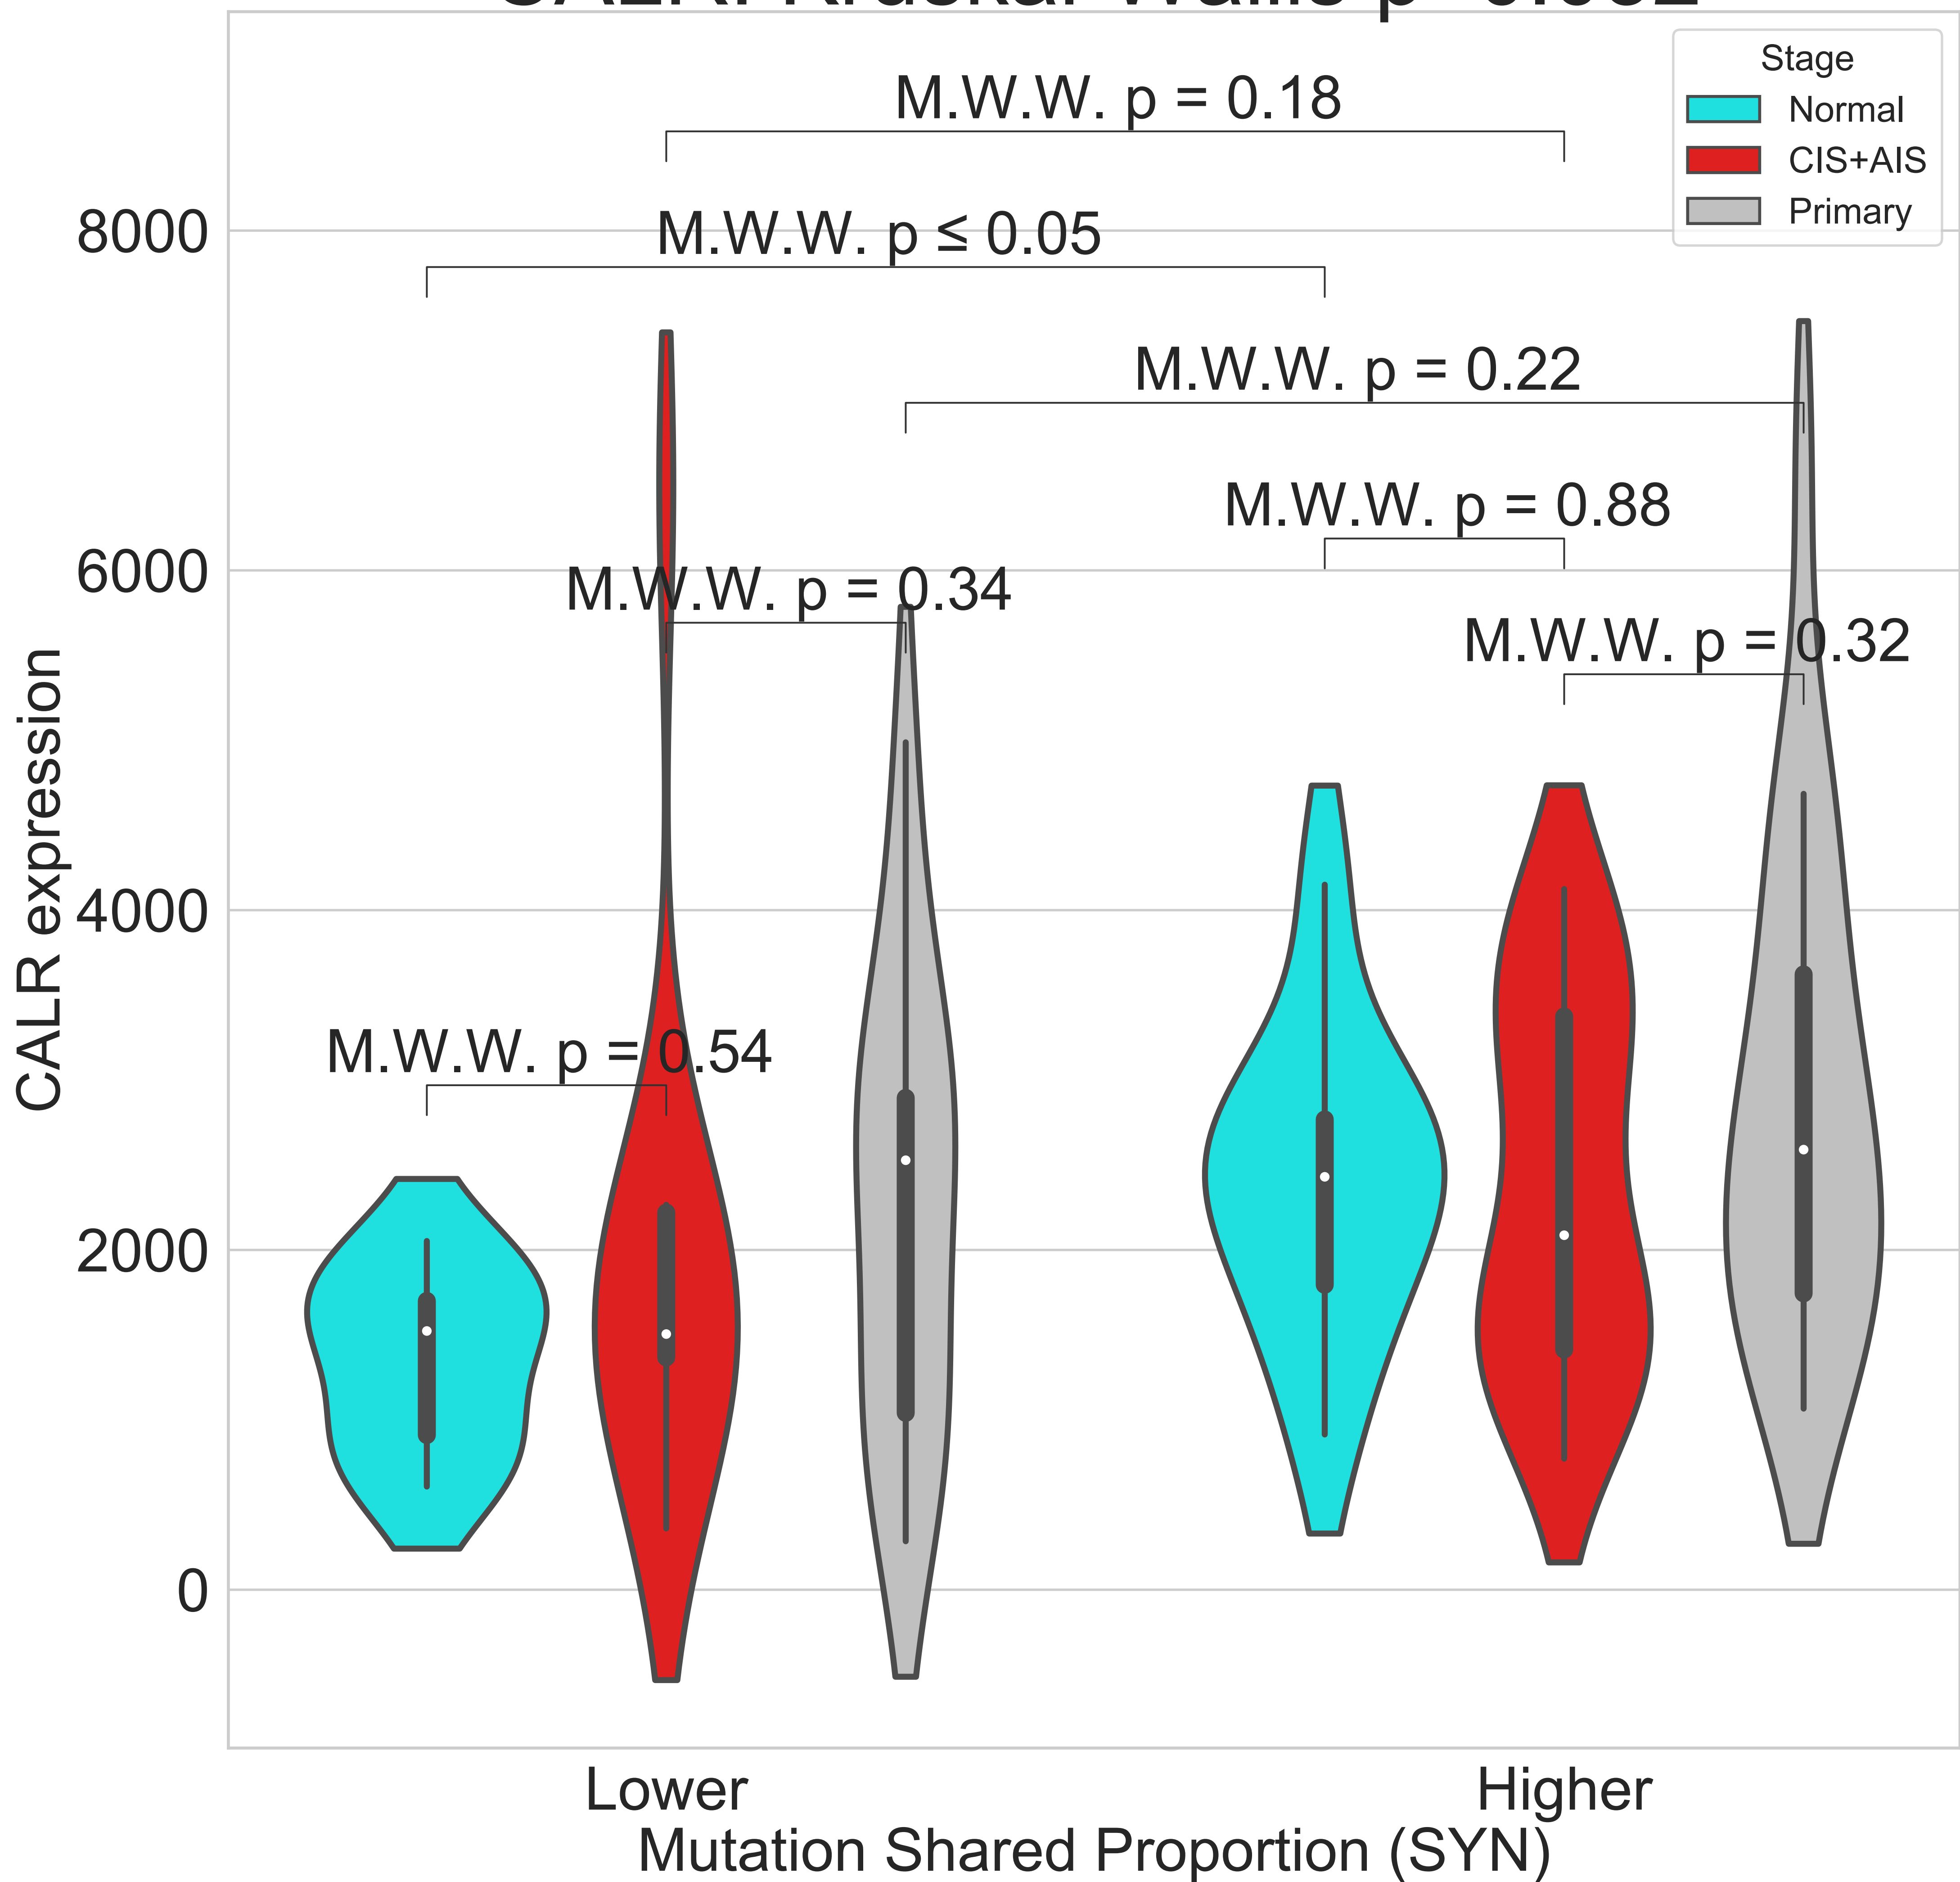 Stage
Normal
CIS+AIS
Primary
M.W.W. p = 0.18
M.W.W. p ≤ 0.05
M.W.W. p = 0.22
M.W.W. p = 0.88
M.W.W. p = 0.34
M.W.W. p = 0.32
M.W.W. p = 0.54
8000
6000
4000
2000
0
CALR expression
Lower
Higher
Mutation Shared Proportion (SYN)